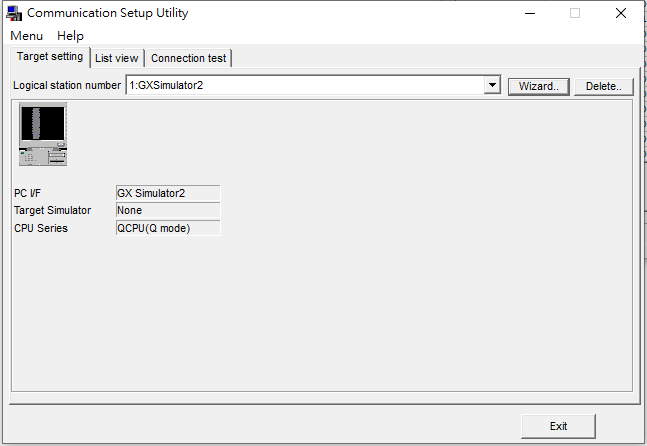 Communication Setup Utility
Menu Help
Target setting List view Connection test
Logical station number 1:GXSimulator2 Wizard.. Delete..
PC I/F GX Simulator2
Target Simulator None
CPU Series QCPU(Q mode)
Exit